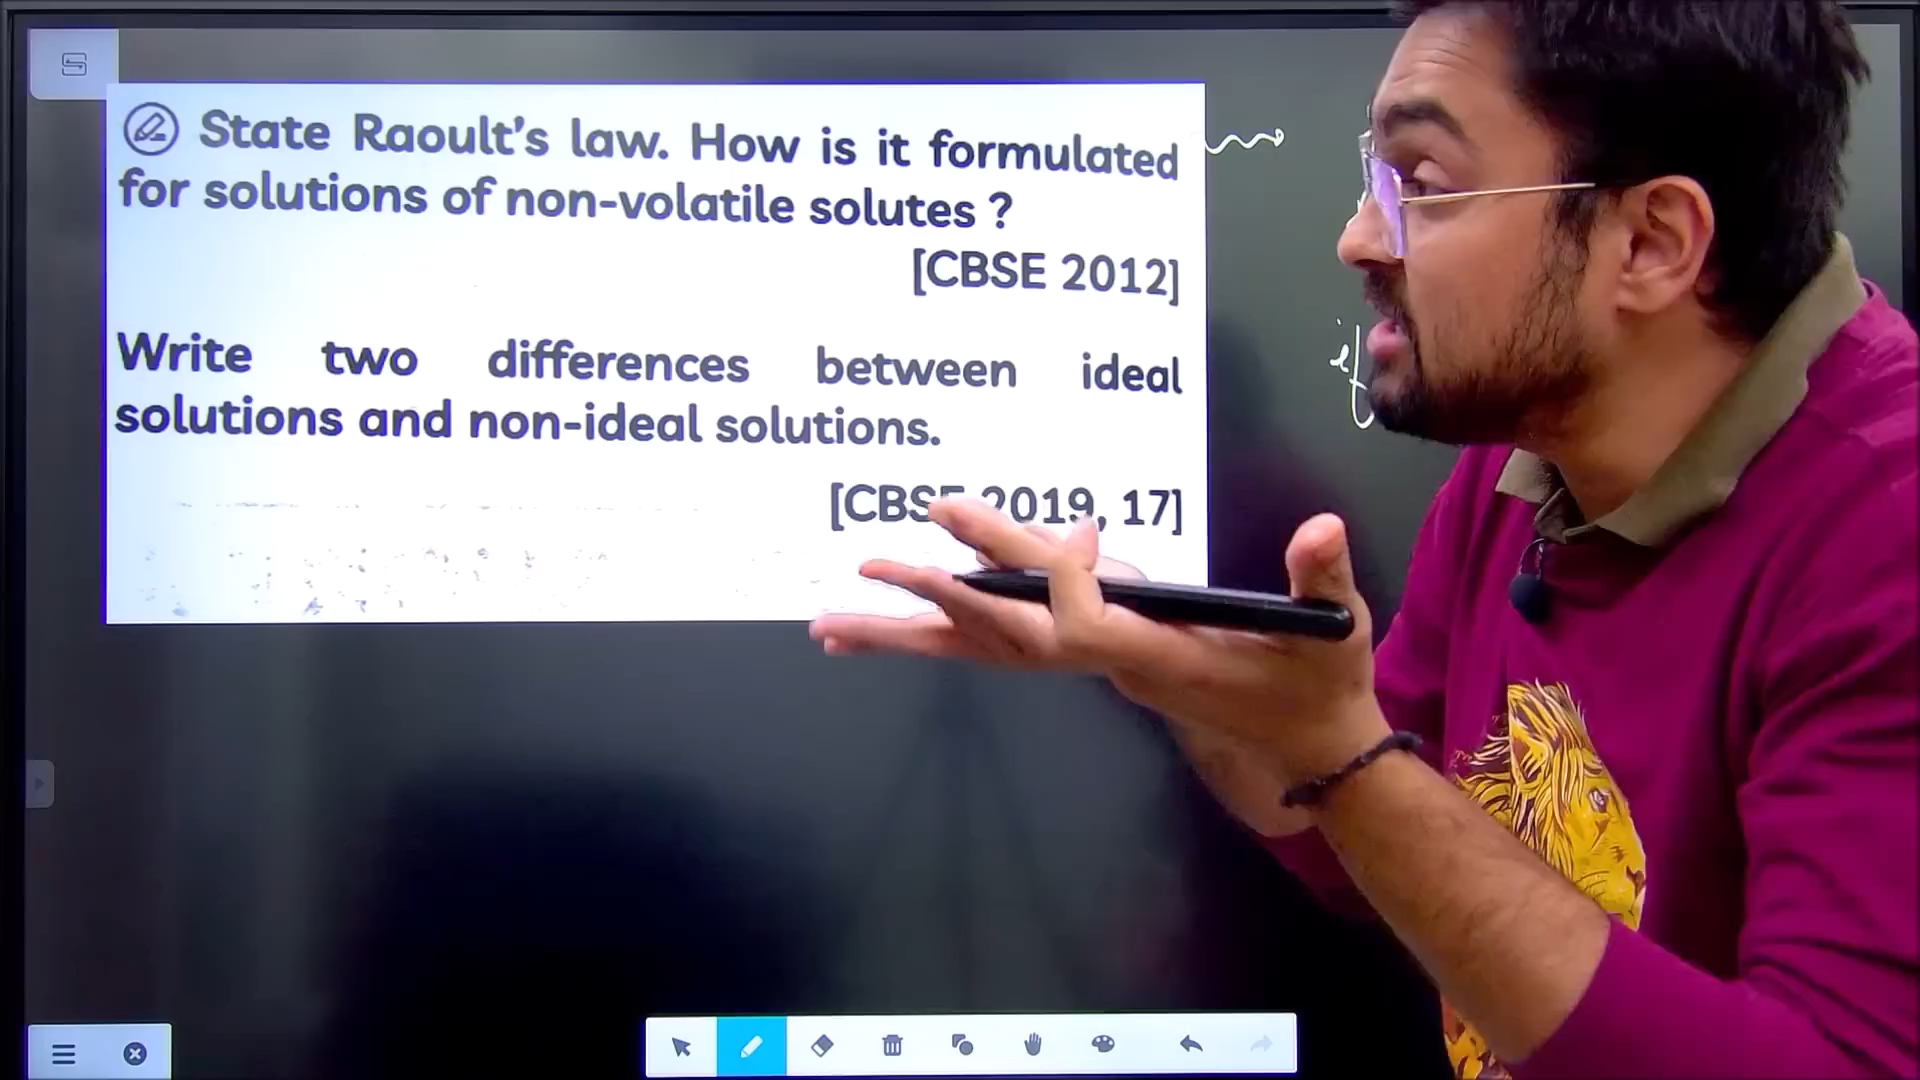 State Raoult's law. How is it formulated
for solutions of non-volatile solutes ?
[CBSE 2012]
Write two differences between ideal
solutions and non-ideal solutions.
[CBSE 2019, 17]
if